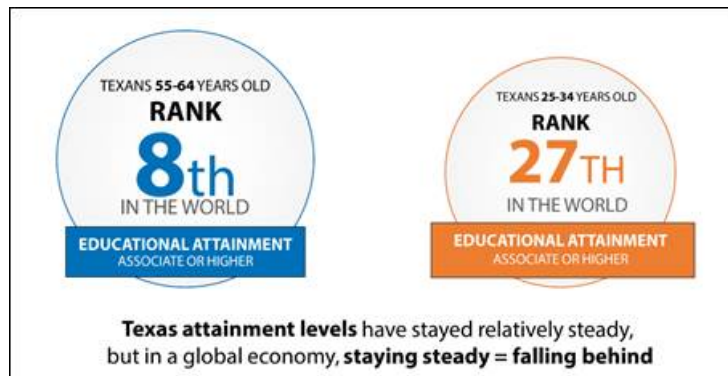 TEXANS 55-64 YEARS OLD
RANK
8th
IN THE WORLD
EDUCATIONAL ATTAINMENT
ASSOCIATE OR HIGHER
TEXANS 25-34 YEARS OLD
RANK
27TH
IN THE WORLD
EDUCATIONAL ATTAINMENT
ASSOCIATE OR HIGHER
Texas attainment levels have stayed relatively steady,
but in a global economy, staying steady = falling behind